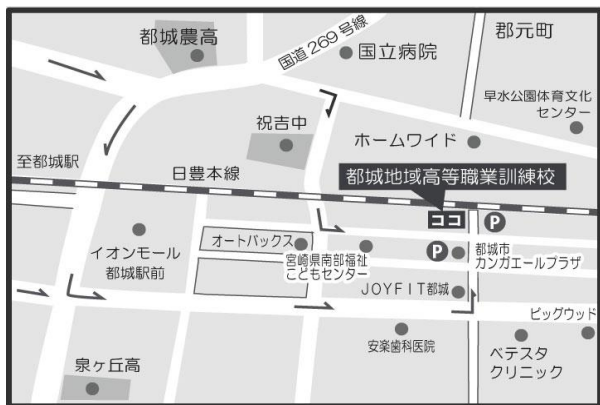 都城農高
国道269号線
国立病院
郡元町
早水公園体育文化
センター
祝吉中
ホームワイド
至都城駅
日豊本線
都城地域高等職業訓練校
ココ
P
オートバックス
イオンモール
都城駅前
宮崎県南部福祉
こどもセンター
P
都城市
カンガエールプラザ
JOYFIT都城
ビッグウッド
安楽歯科医院
ベテスタ
クリニック
泉ヶ丘高